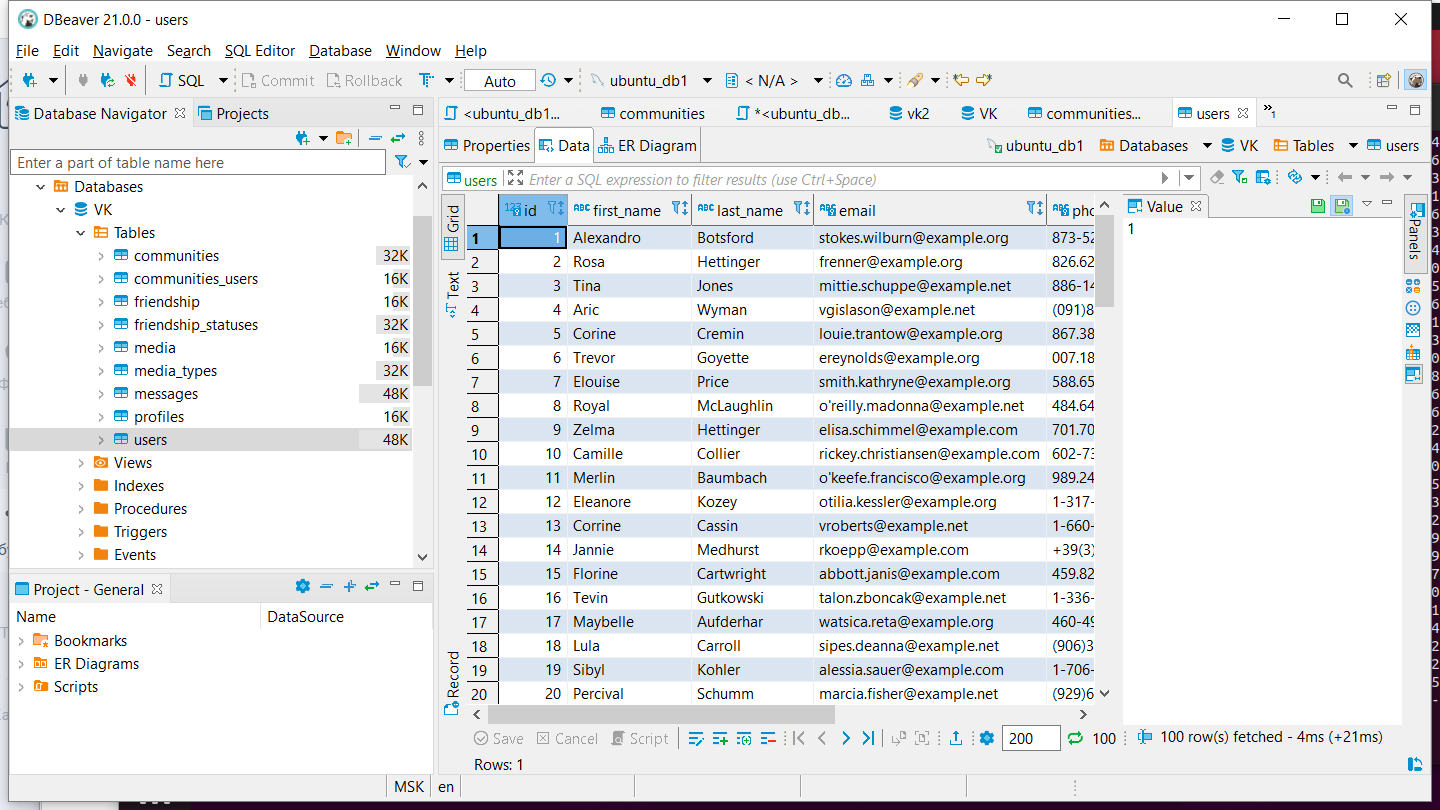 DBeaver 21.0.0 - users
File Edit Navigate Search SQL Editor Database Window Help
SQL Commit Rollback Auto ubuntu_db1 < N/A >
Database Navigator Projects
Enter a part of table name here
Databases
VK
Tables
communities 32K
communities_users 16K
friendship 16K
friendship_statuses 32K
media 16K
media_types 32K
messages 48K
profiles 16K
users 48K
Views
Indexes
Procedures
Triggers
Events
Project - General
Name DataSource
Bookmarks
ER Diagrams
Scripts
<ubuntu_db1... communities *<ubuntu_db... vk2 VK communities... users »1
Properties Data ER Diagram ubuntu_db1 Databases VK Tables users
users Enter a SQL expression to filter results (use Ctrl+Space)
Grid
Text
Record
123 id ABC first_name ABC last_name ABC email ABC pho
1 1 Alexandro Botsford stokes.wilburn@example.org 873-52
2 2 Rosa Hettinger frenner@example.org 826.62
3 3 Tina Jones mittie.schuppe@example.net 886-14
4 4 Aric Wyman vgislason@example.net (091)8
5 5 Corine Cremin louie.trantow@example.org 867.38
6 6 Trevor Goyette ereynolds@example.org 007.18
7 7 Elouise Price smith.kathryne@example.org 588.65
8 8 Royal McLaughlin o'reilly.madonna@example.net 484.64
9 9 Zelma Hettinger elisa.schimmel@example.com 701.70
10 10 Camille Collier rickey.christiansen@example.com 602-73
11 11 Merlin Baumbach o'keefe.francisco@example.org 989.24
12 12 Eleanore Kozey otilia.kessler@example.org 1-317-
13 13 Corrine Cassin vroberts@example.net 1-660-
14 14 Jannie Medhurst rkoepp@example.com +39(3)
15 15 Florine Cartwright abbott.janis@example.com 459.82
16 16 Tevin Gutkowski talon.zboncak@example.net 1-336-
17 17 Maybelle Aufderhar watsica.reta@example.org 460-49
18 18 Lula Carroll sipes.deanna@example.net (906)3
19 19 Sibyl Kohler alessia.sauer@example.com 1-706-
20 20 Percival Schumm marcia.fisher@example.net (929)6
Value
1
Panels
Save Cancel Script 200 100 100 row(s) fetched - 4ms (+21ms)
Rows: 1
MSK en